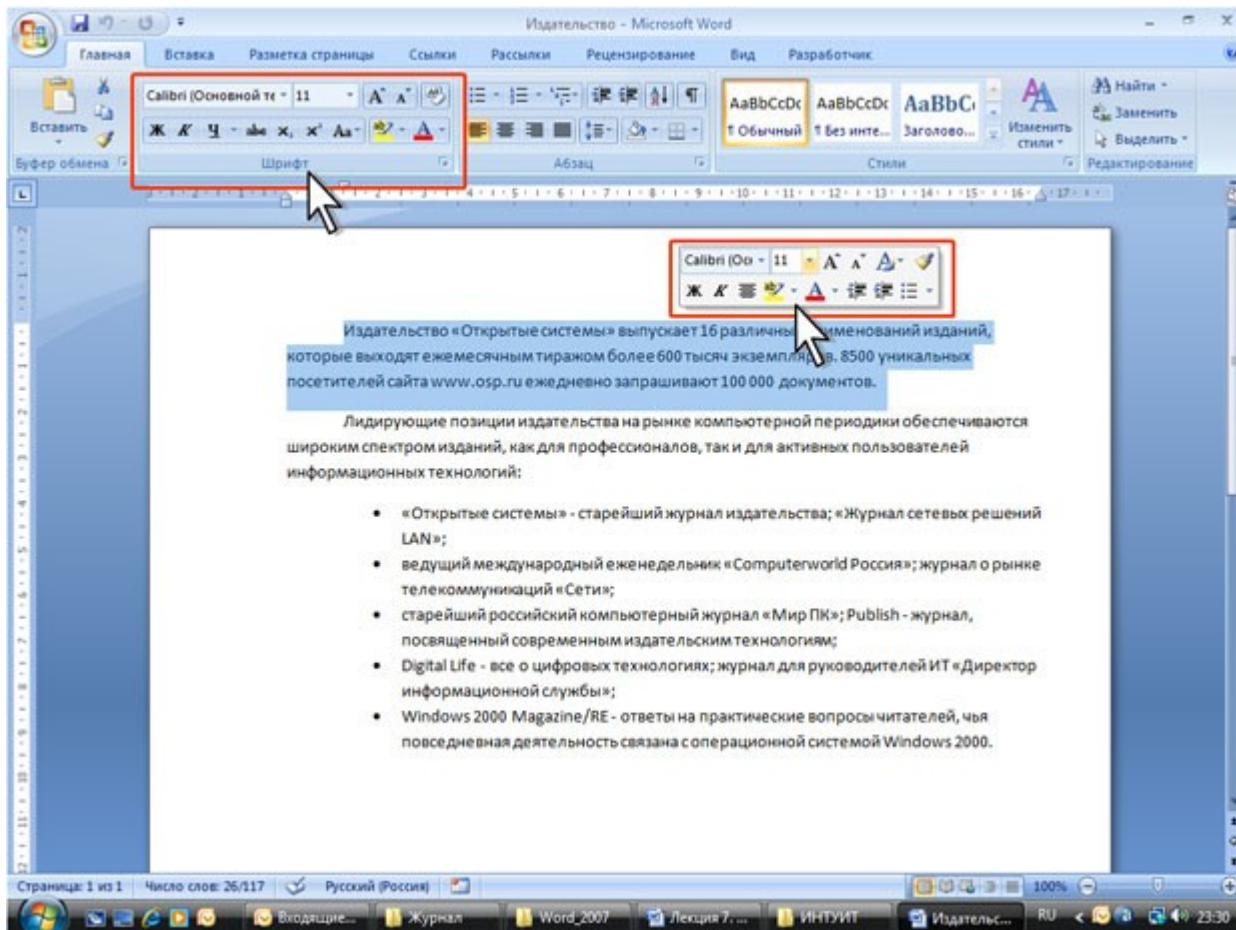 Издательство - Microsoft Word
Главная Вставка Разметка страницы Ссылки Рассылки Рецензирование Вид Разработчик
Calibri (Основной те 11
AaBbCcDc AaBbCcDc AaBbC
Найти
Заменить
Выделить
Вставить
Ж К Ч abc x, x² Aa
¶ Обычный ¶ Без инте... Заголово...
Изменить стили
Буфер обмена Шрифт Абзац Стили Редактирование
Calibri (Осн 11
Ж К
Издательство «Открытые системы» выпускает 16 изданий,
которые выходят ежемесячным тиражом более 600 тысяч 8500 уникальных
посетителей сайта www.osp.ru ежедневно запрашивают 100 000 документов.
Лидирующие позиции издательства на рынке компьютерной периодики обеспечиваются
широким спектром изданий, как для профессионалов, так и для активных пользователей
информационных технологий:
• «Открытые системы» - старейший журнал издательства; «Журнал сетевых решений
LAN»;
• ведущий международный еженедельник «Computerworld Россия»; журнал о рынке
телекоммуникаций «Сети»;
• старейший российский компьютерный журнал «Мир ПК»; Publish - журнал,
посвященный современным издательским технологиям;
• Digital Life - все о цифровых технологиях; журнал для руководителей ИТ «Директор
информационной службы»;
• Windows 2000 Magazine/RE - ответы на практические вопросы читателей, чья
повседневная деятельность связана с операционной системой Windows 2000.
Страница: 1 из 1 Число слов: 26/117 Русский (Россия) 100%
Входящие... Журнал Word_2007 Лекция 7. ... ИНТУИТ Издательс... RU 23:30